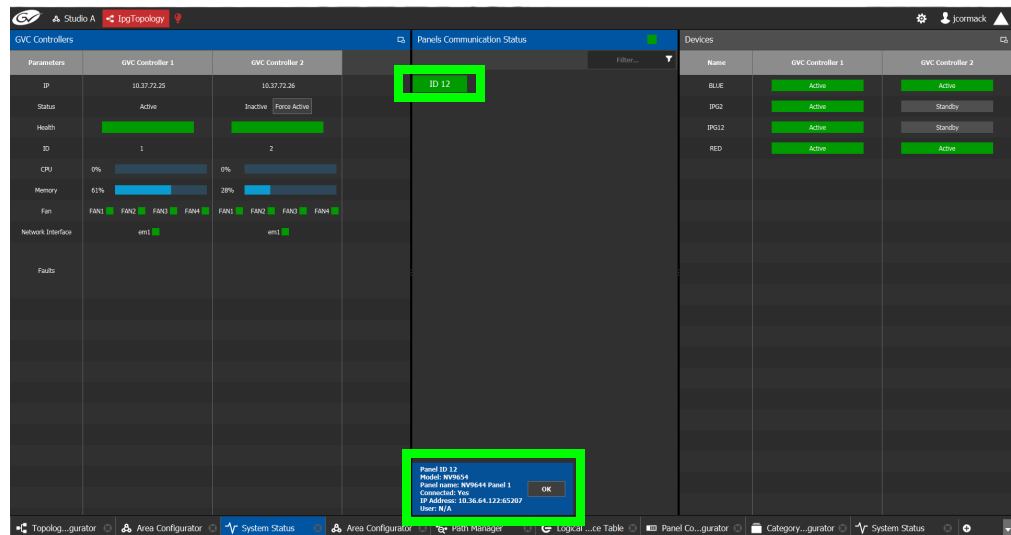 Studio A
IpgTopology
jcormack
GVC Controllers
Parameters GVC Controller 1 GVC Controller 2
IP 10.37.72.25 10.37.72.26
Status Active Inactive Force Active
Health
ID 1 2
CPU 0% 0%
Memory 61% 28%
Fan FAN1 FAN2 FAN3 FAN4 FAN1 FAN2 FAN3 FAN4
Network Interface em1 em1
Faults
Panels Communication Status
Filter...
ID 12
Panel ID 12
Model: NV9654
Panel name: NV9644 Panel 1
Connected: Yes
IP Address: 10.36.64.122:65207
User: N/A
OK
Devices
Name GVC Controller 1 GVC Controller 2
BLUE Active Active
IPG2 Active Standby
IPG12 Active Standby
RED Active Active
Topolog...gurator
Area Configurator
System Status
Area Configurator
Path Manager
Logical ...ce Table
Panel Co...gurator
Category...gurator
System Status